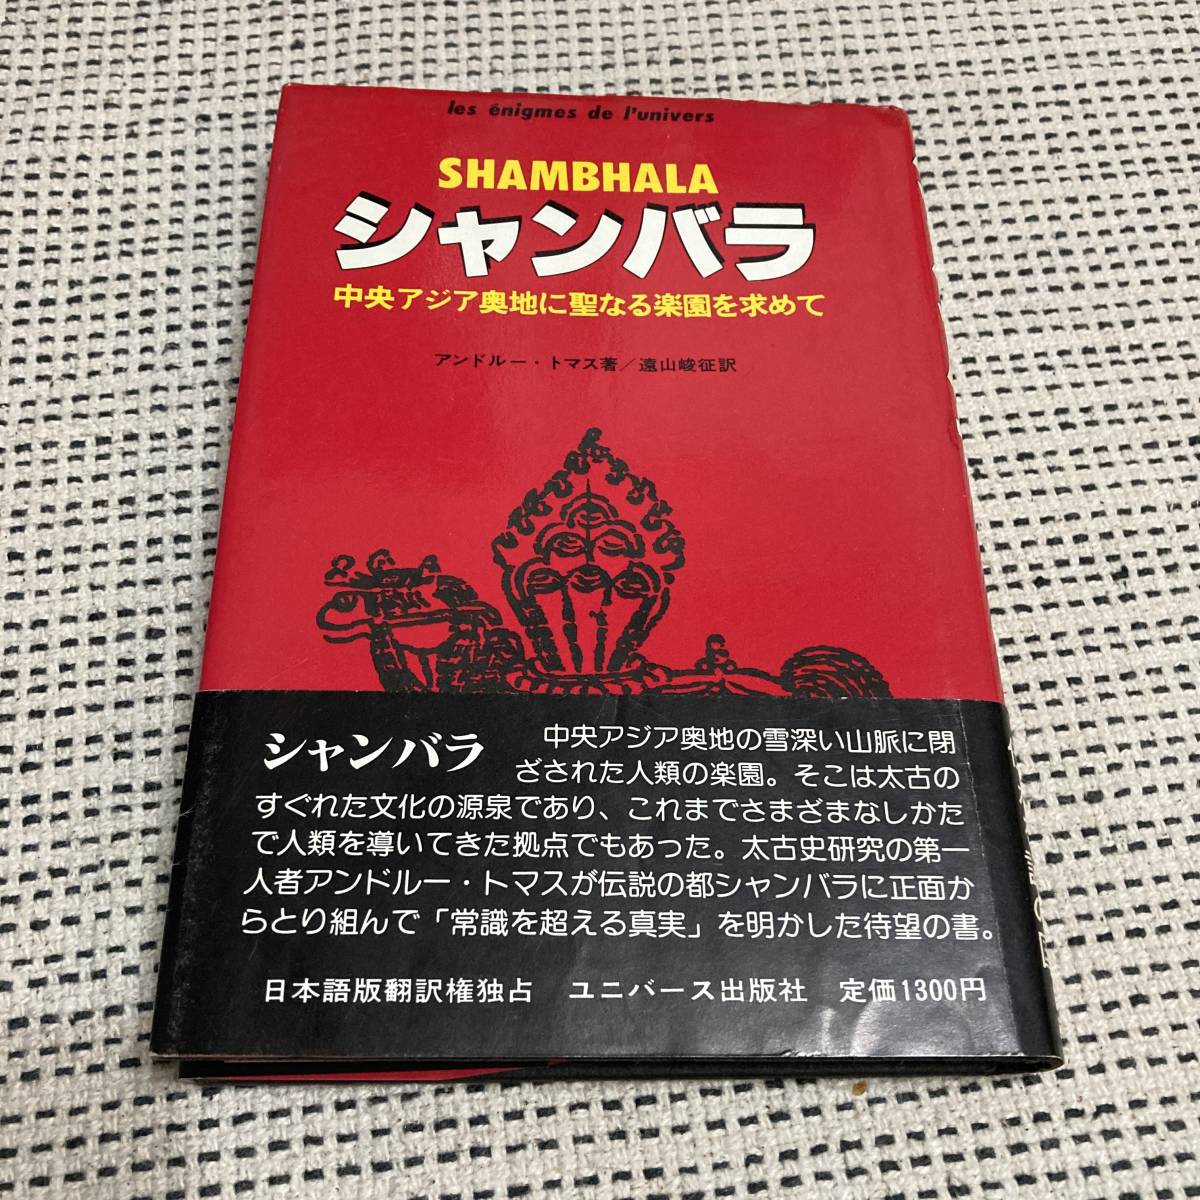 les énigmes de l'univers
SHAMBHALA
シャンバラ
中央アジア奥地に聖なる楽園を求めて
アンドルー・トマス著／遠山峻征訳
シャンバラ 中央アジア奥地の雪深い山脈に閉
ざされた人類の楽園。そこは太古の
すぐれた文化の源泉であり、これまでさまざまなしかた
で人類を導いてきた拠点でもあった。太古史研究の第一
人者アンドルー・トマスが伝説の都シャンバラに正面か
らとり組んで「常識を超える真実」を明かした待望の書。
日本語版翻訳権独占 ユニバース出版社 定価1300円